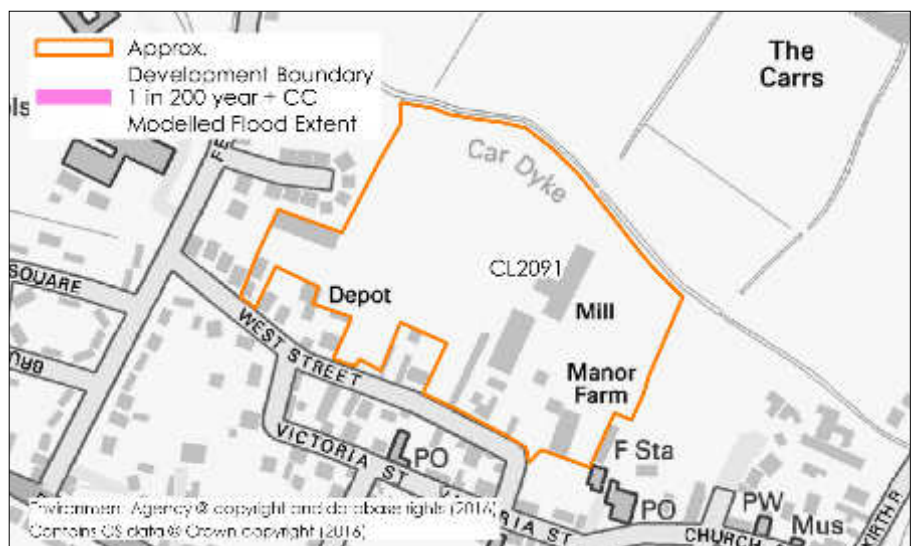 Approx.
Development Boundary
1 in 200 year + CC
Modelled Flood Extent
The
Carrs
Car Dyke
CL2091
SQUARE
Depot
Mill
WEST STREET
Manor
Farm
VICTORIA ST
PO
F Sta
PO
PW
Mus
ST
CHURCH
Environment Agency © copyright and database rights (2016)
Contains OS data © Crown copyright (2016)